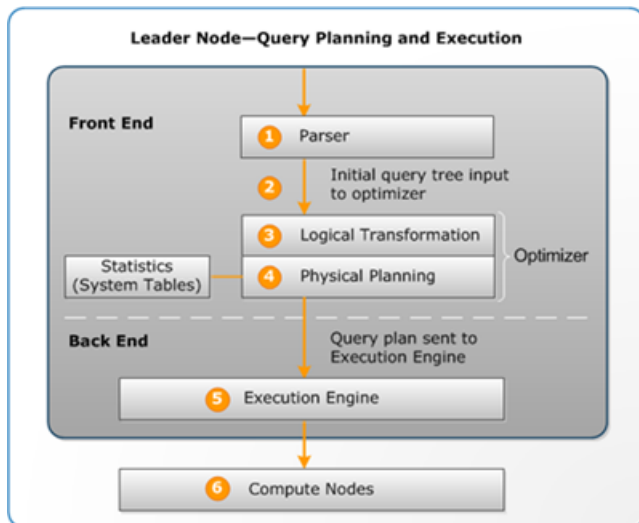 Leader Node—Query Planning and Execution
Front End
1 Parser
2 Initial query tree input
to optimizer
3 Logical Transformation
Optimizer
Statistics
(System Tables)
4 Physical Planning
Back End
Query plan sent to
Execution Engine
5 Execution Engine
6 Compute Nodes